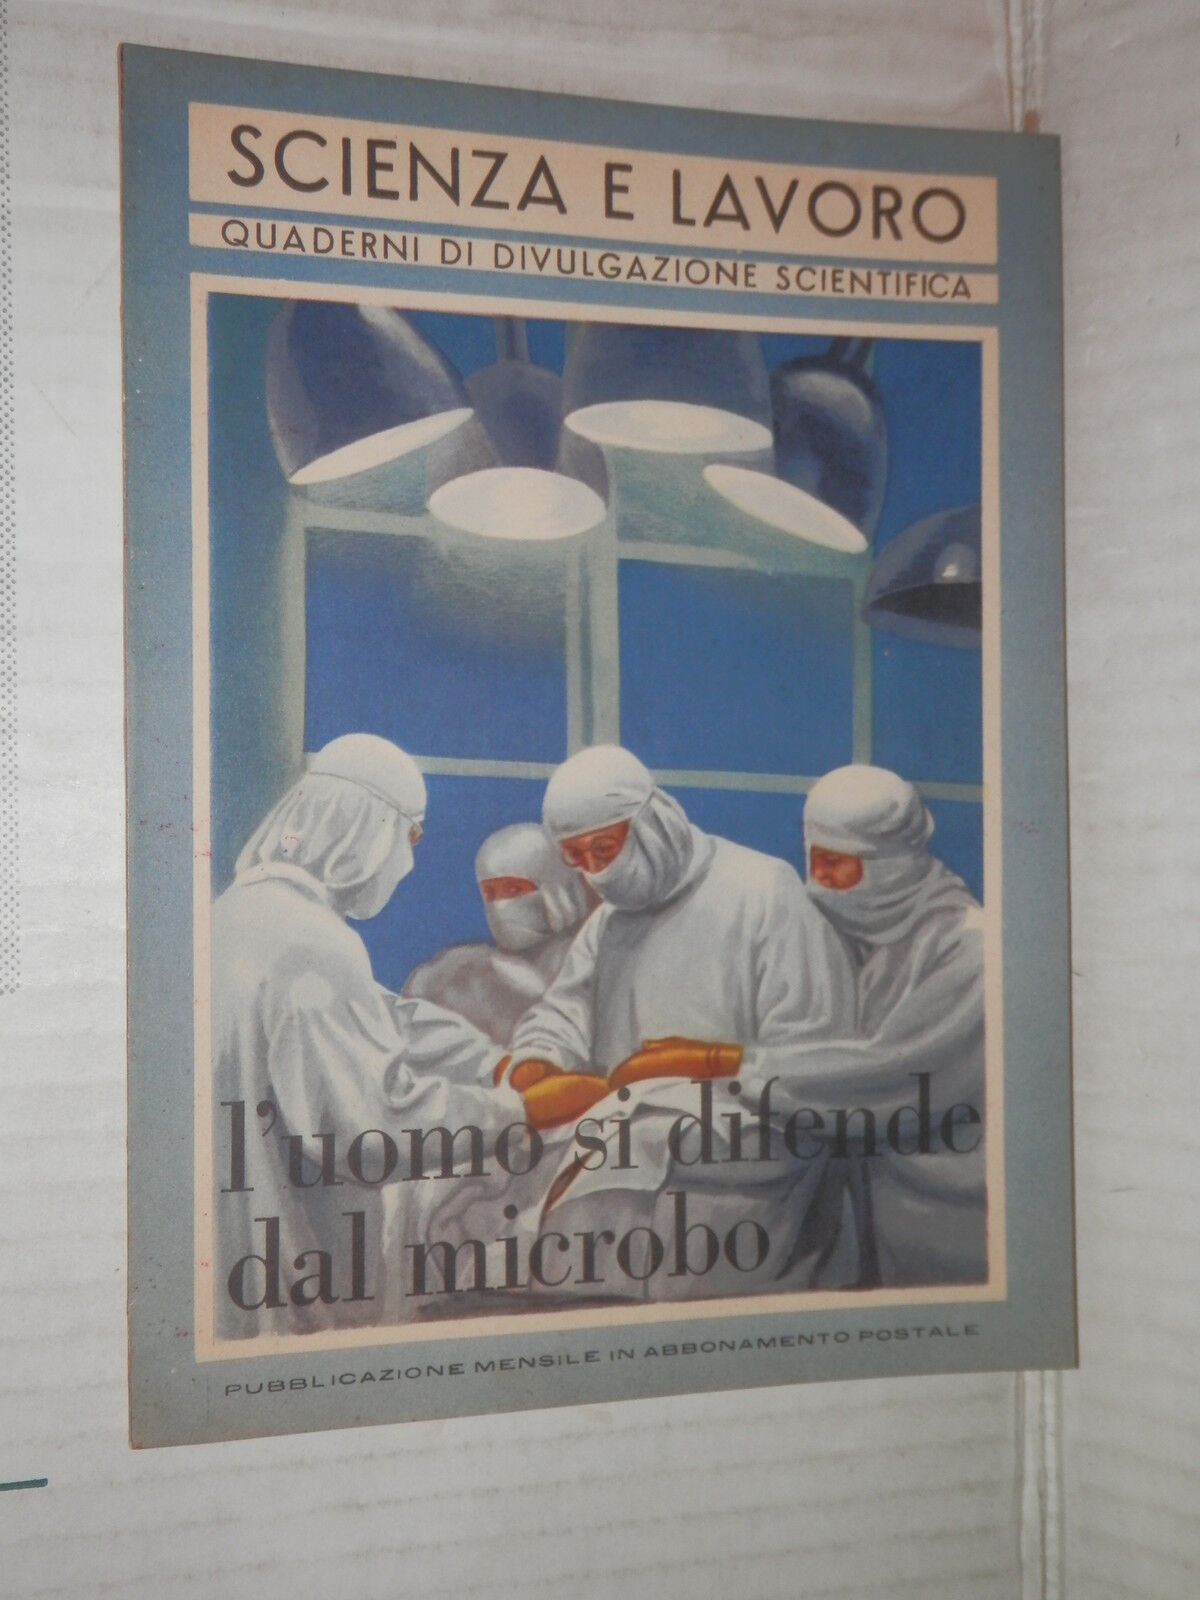 SCIENZA E LAVORO
QUADERNI DI DIVULGAZIONE SCIENTIFICA
l'uomo si difende
dal microbo
PUBBLICAZIONE MENSILE IN ABBONAMENTO POSTALE